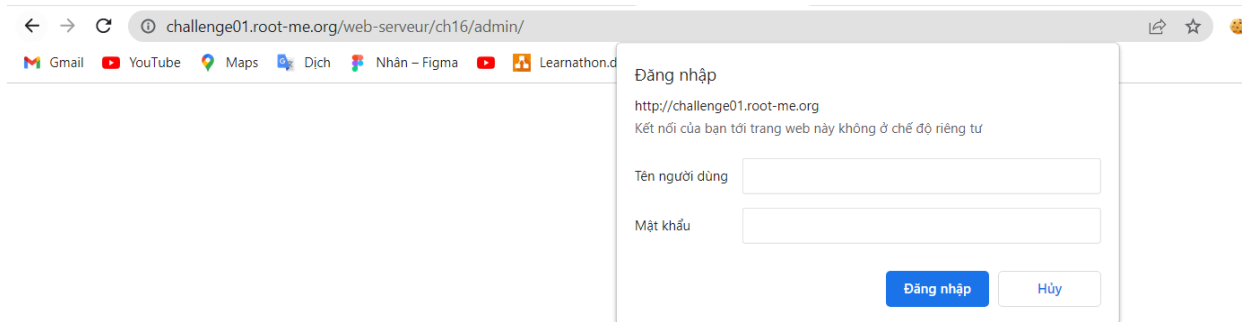 challenge01.root-me.org/web-serveur/ch16/admin/
Gmail YouTube Maps Dịch Nhân – Figma Learnathon.d
Đăng nhập
http://challenge01.root-me.org
Kết nối của bạn tới trang web này không ở chế độ riêng tư
Tên người dùng
Mật khẩu
Đăng nhập Hủy